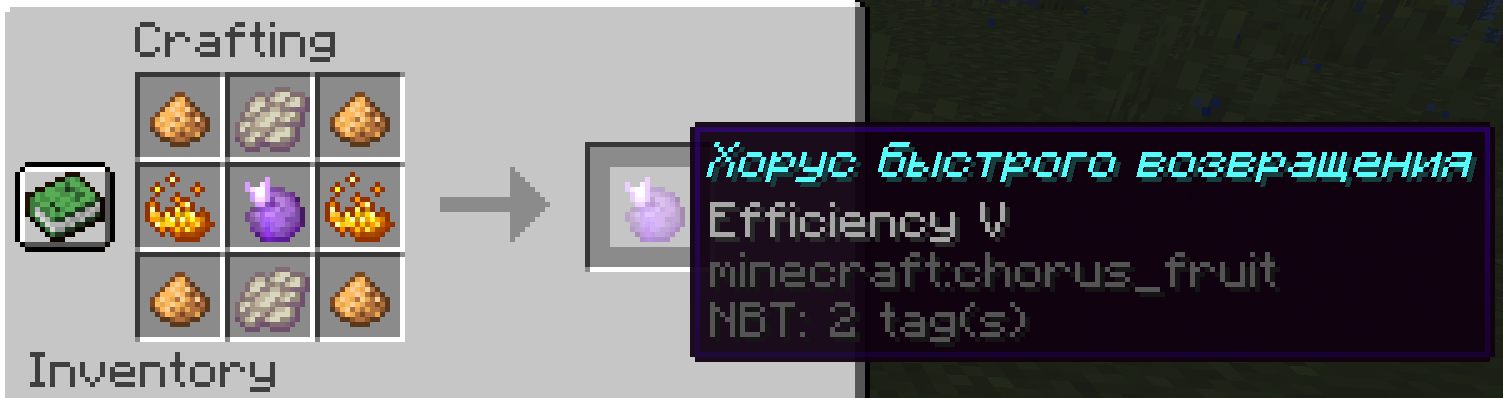 Crafting
Хорус быстрого возвращения
Efficiency V
minecraft:chorus_fruit
NBT: 2 tag(s)
Inventory